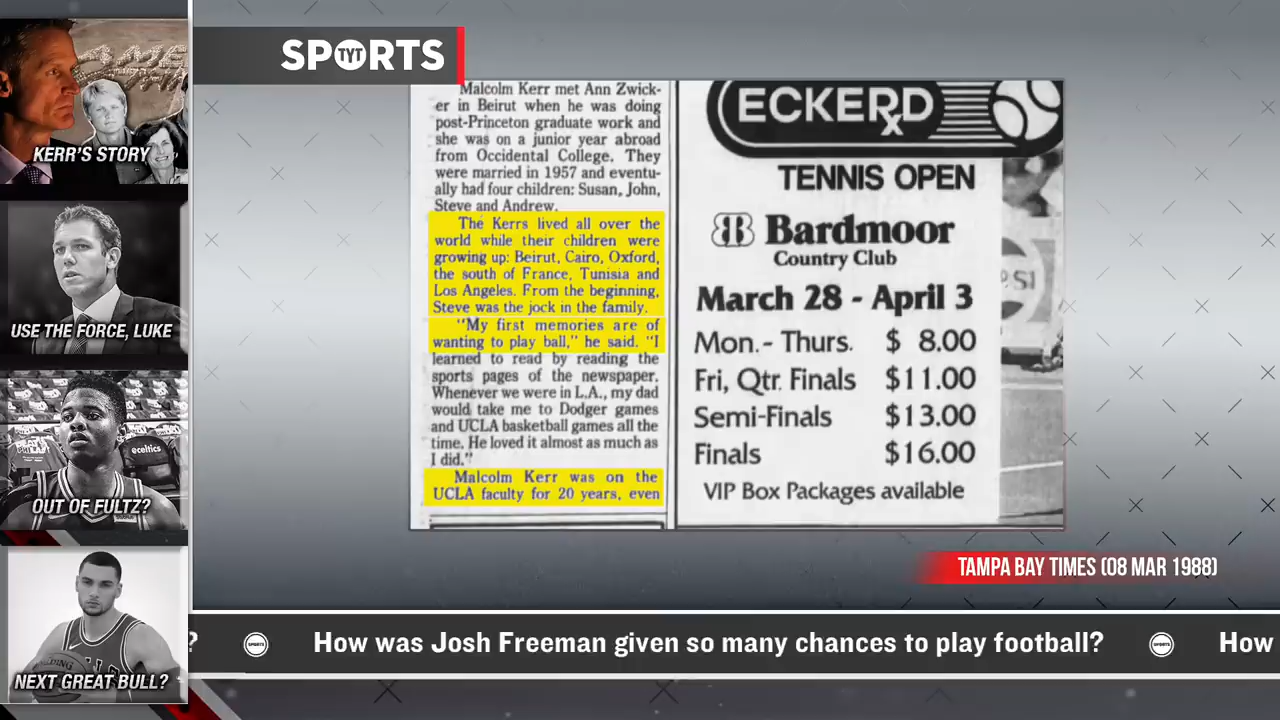 SPORTS
TYT
KERR'S STORY
USE THE FORCE, LUKE
eceltics
OUT OF FULTZ?
SPALDING
NEXT GREAT BULL?
Malcolm Kerr met Ann Zwick-
er in Beirut when he was doing
post-Princeton graduate work and
she was on a junior year abroad
from Occidental College. They
were married in 1957 and eventu-
ally had four children: Susan, John,
Steve and Andrew.
The Kerrs lived all over the
world while their children were
growing up: Beirut, Cairo, Oxford,
the south of France, Tunisia and
Los Angeles. From the beginning,
Steve was the jock in the family.
"My first memories are of
wanting to play ball," he said. "I
learned to read by reading the
sports pages of the newspaper.
Whenever we were in L.A., my dad
would take me to Dodger games
and UCLA basketball games all the
time. He loved it almost as much as
I did."
Malcolm Kerr was on the
UCLA faculty for 20 years, even
ECKERD
Rx
TENNIS OPEN
Bardmoor
Country Club
March 28 - April 3
Mon. - Thurs. $ 8.00
Fri, Qtr. Finals $11.00
Semi-Finals $13.00
Finals $16.00
VIP Box Packages available
TAMPA BAY TIMES (08 MAR 1988)
? SPORTS How was Josh Freeman given so many chances to play football? SPORTS How